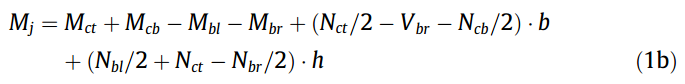 M_j = M_ct + M_cb − M_bl − M_br + (N_ct/2 − V_br − N_cb/2) · b
+ (N_bl/2 + N_ct − N_br/2) · h (1b)